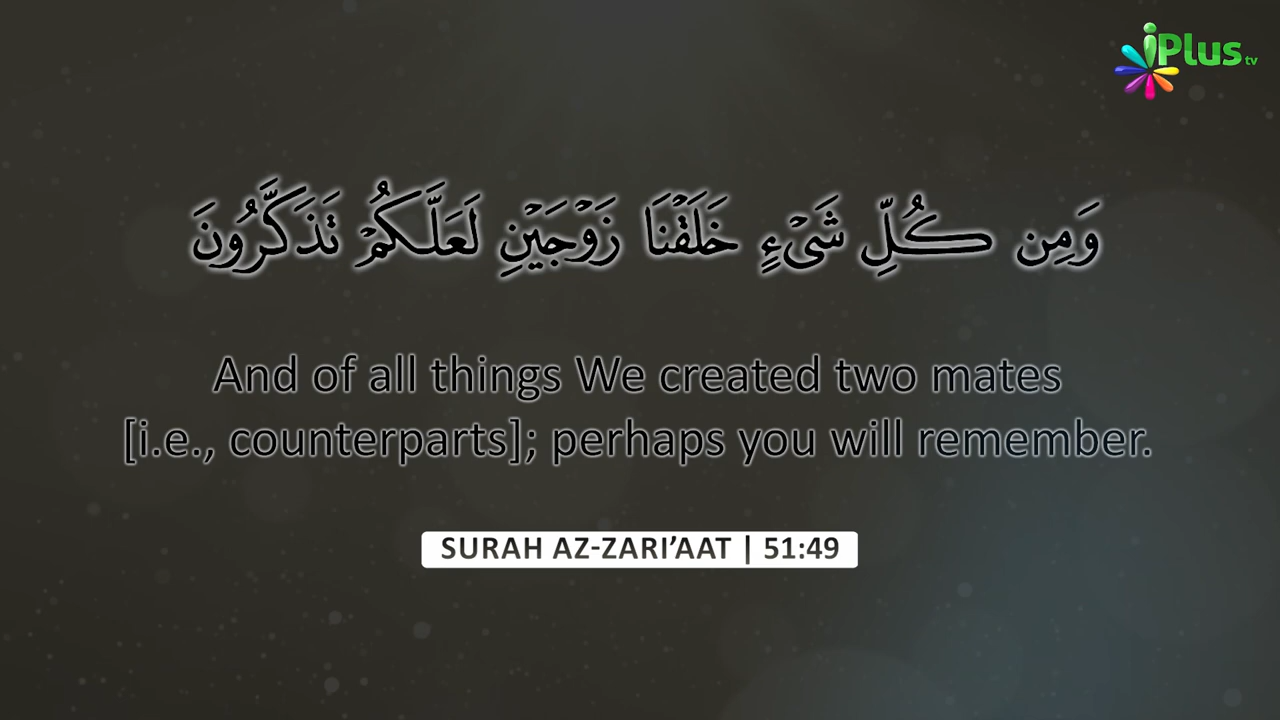 iPlus tv
وَمِن كُلِّ شَىْءٍ خَلَقْنَا زَوْجَيْنِ لَعَلَّكُمْ تَذَكَّرُونَ
And of all things We created two mates
[i.e., counterparts]; perhaps you will remember.
SURAH AZ-ZARI’AAT | 51:49